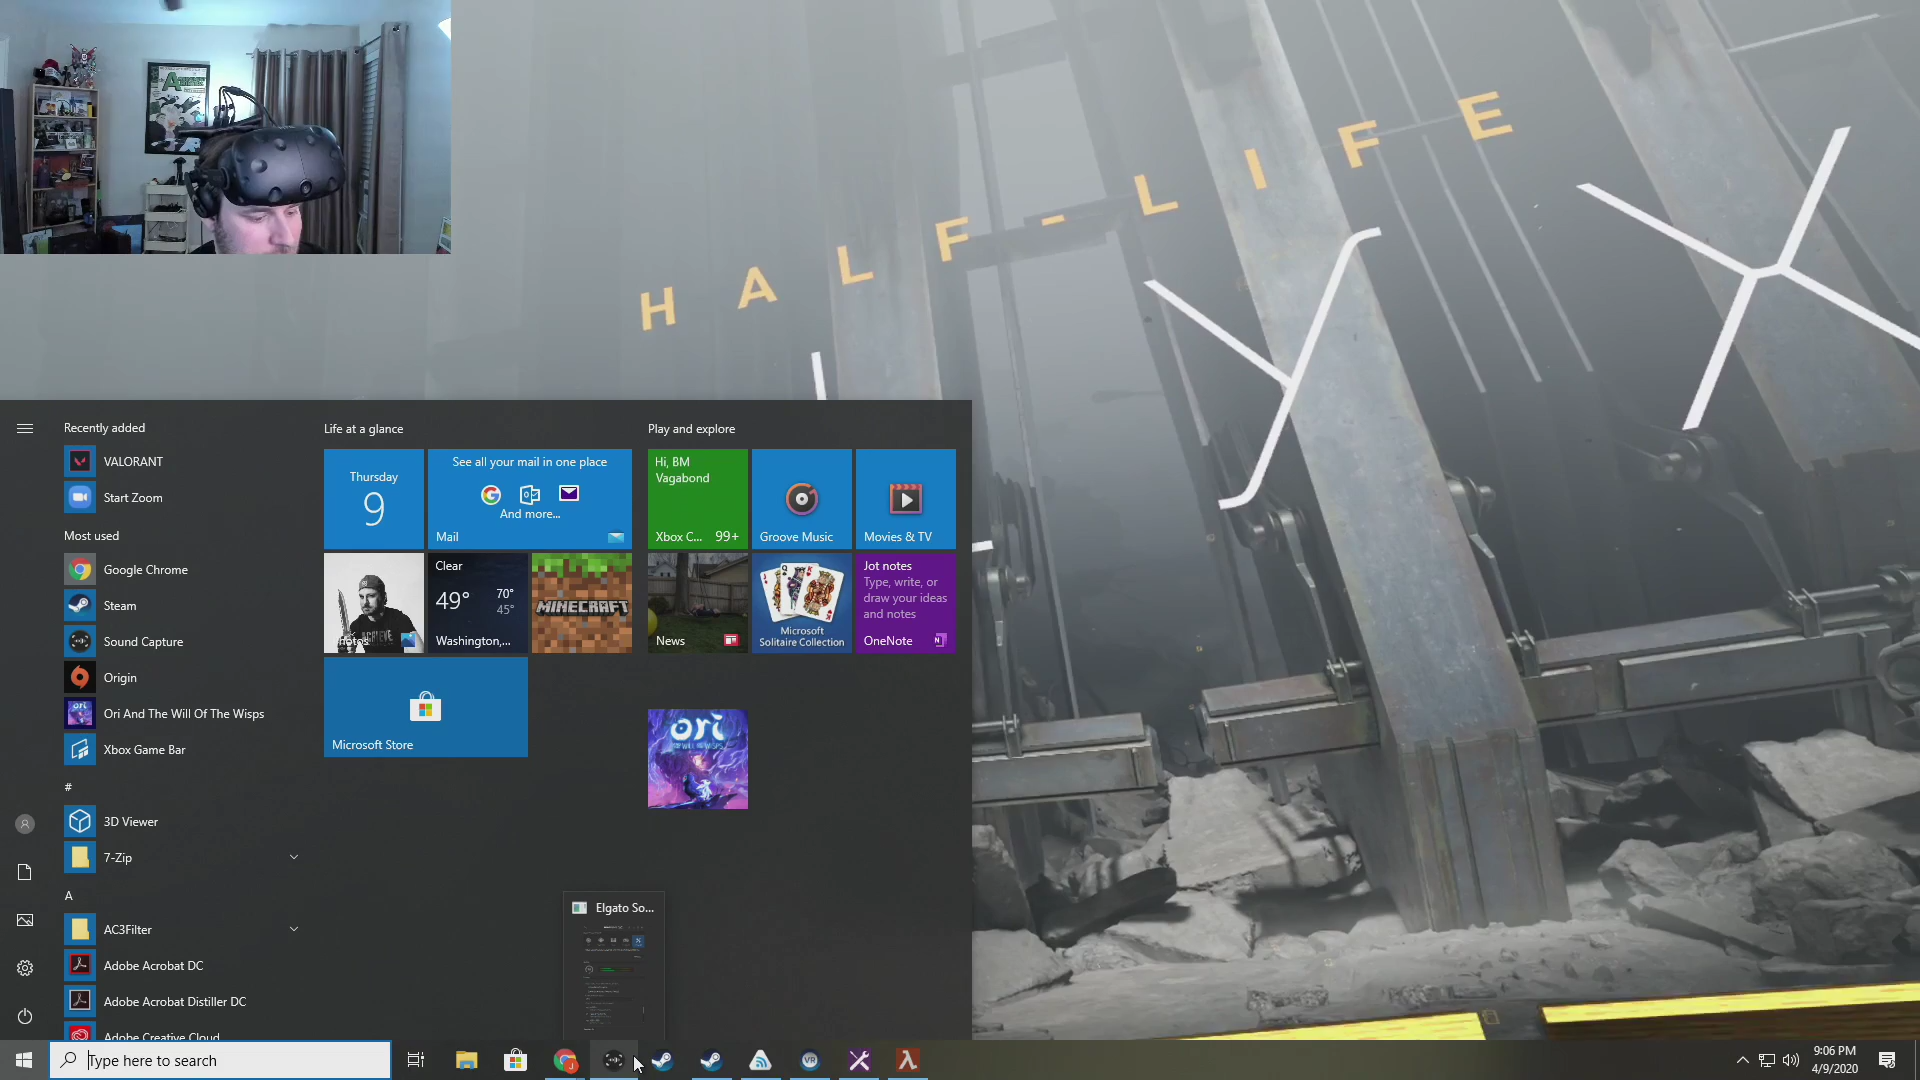 HALF-LIFE
Recently added
VALORANT
Start Zoom
Most used
Google Chrome
Steam
Sound Capture
Origin
Ori And The Will Of The Wisps
Xbox Game Bar
#
3D Viewer
7-Zip
A
AC3Filter
Adobe Acrobat DC
Adobe Acrobat Distiller DC
Adobe Creative Cloud
Life at a glance
Thursday
9
See all your mail in one place
And more...
Mail
Clear
49°
70°
45°
Washington,...
MINECRAFT
Microsoft Store
Play and explore
Hi, BM
Vagabond
Xbox C... 99+
Groove Music
Movies & TV
News
Microsoft
Solitaire Collection
Jot notes
Type, write, or
draw your ideas
and notes
OneNote
ori
Elgato So...
Type here to search
VR
9:06 PM
4/9/2020